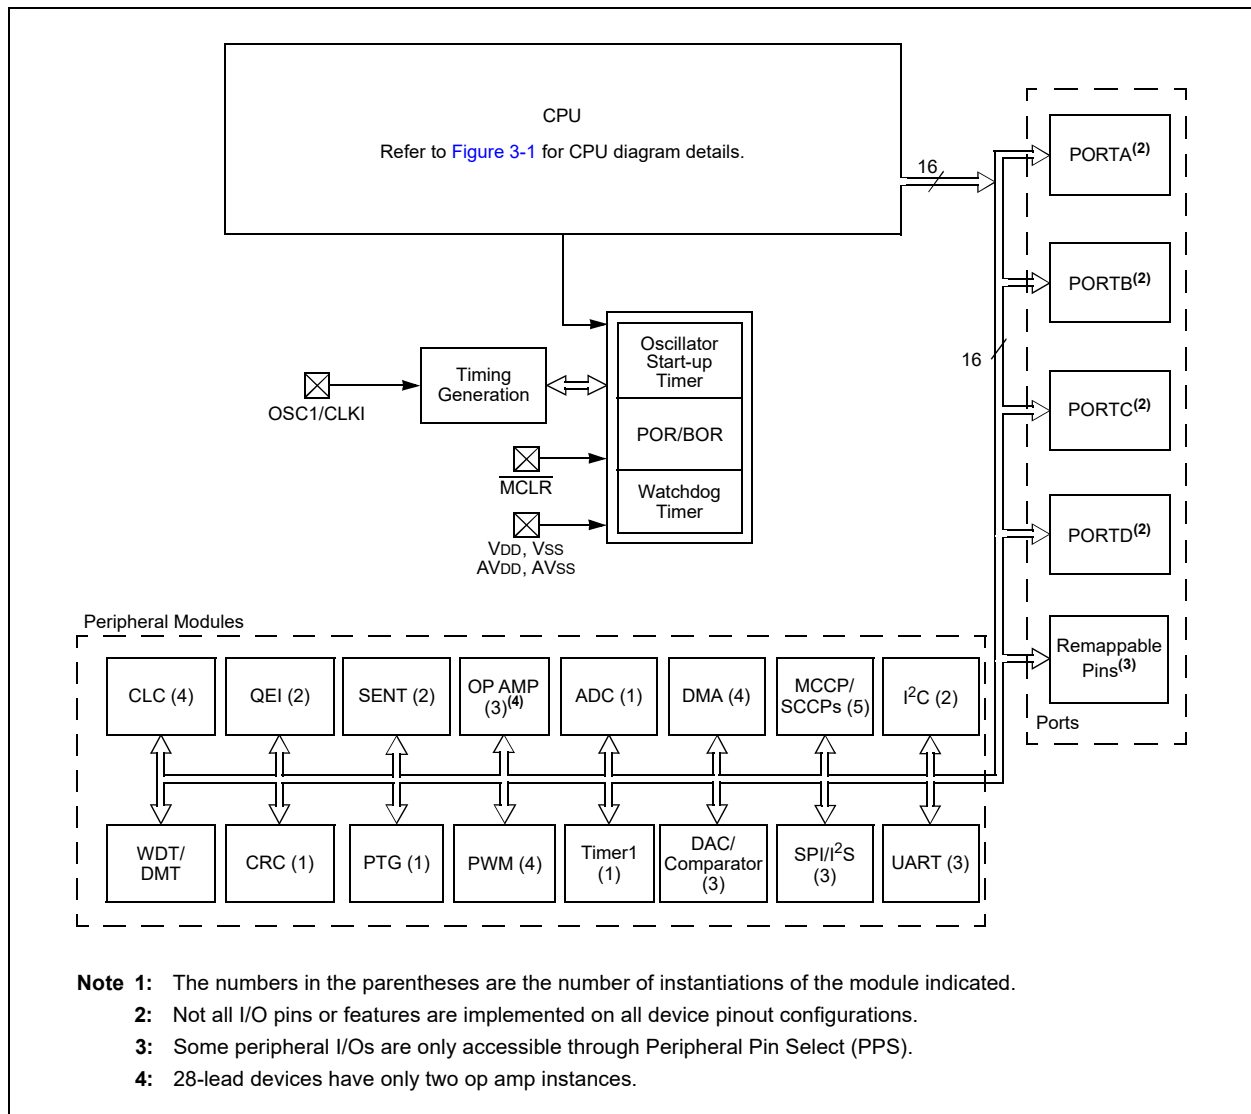 CPU
Refer to Figure 3-1 for CPU diagram details.
16
PORTA(2)
PORTB(2)
16
PORTC(2)
PORTD(2)
Remappable
Pins(3)
Ports
Oscillator
Start-up
Timer
POR/BOR
Watchdog
Timer
Timing
Generation
OSC1/CLKI
MCLR
VDD, VSS
AVDD, AVSS
Peripheral Modules
CLC (4)
QEI (2)
SENT (2)
OP AMP
(3)(4)
ADC (1)
DMA (4)
MCCP/
SCCPs (5)
I2C (2)
WDT/
DMT
CRC (1)
PTG (1)
PWM (4)
Timer1
(1)
DAC/
Comparator
(3)
SPI/I2S
(3)
UART (3)
Note 1: The numbers in the parentheses are the number of instantiations of the module indicated.
2: Not all I/O pins or features are implemented on all device pinout configurations.
3: Some peripheral I/Os are only accessible through Peripheral Pin Select (PPS).
4: 28-lead devices have only two op amp instances.